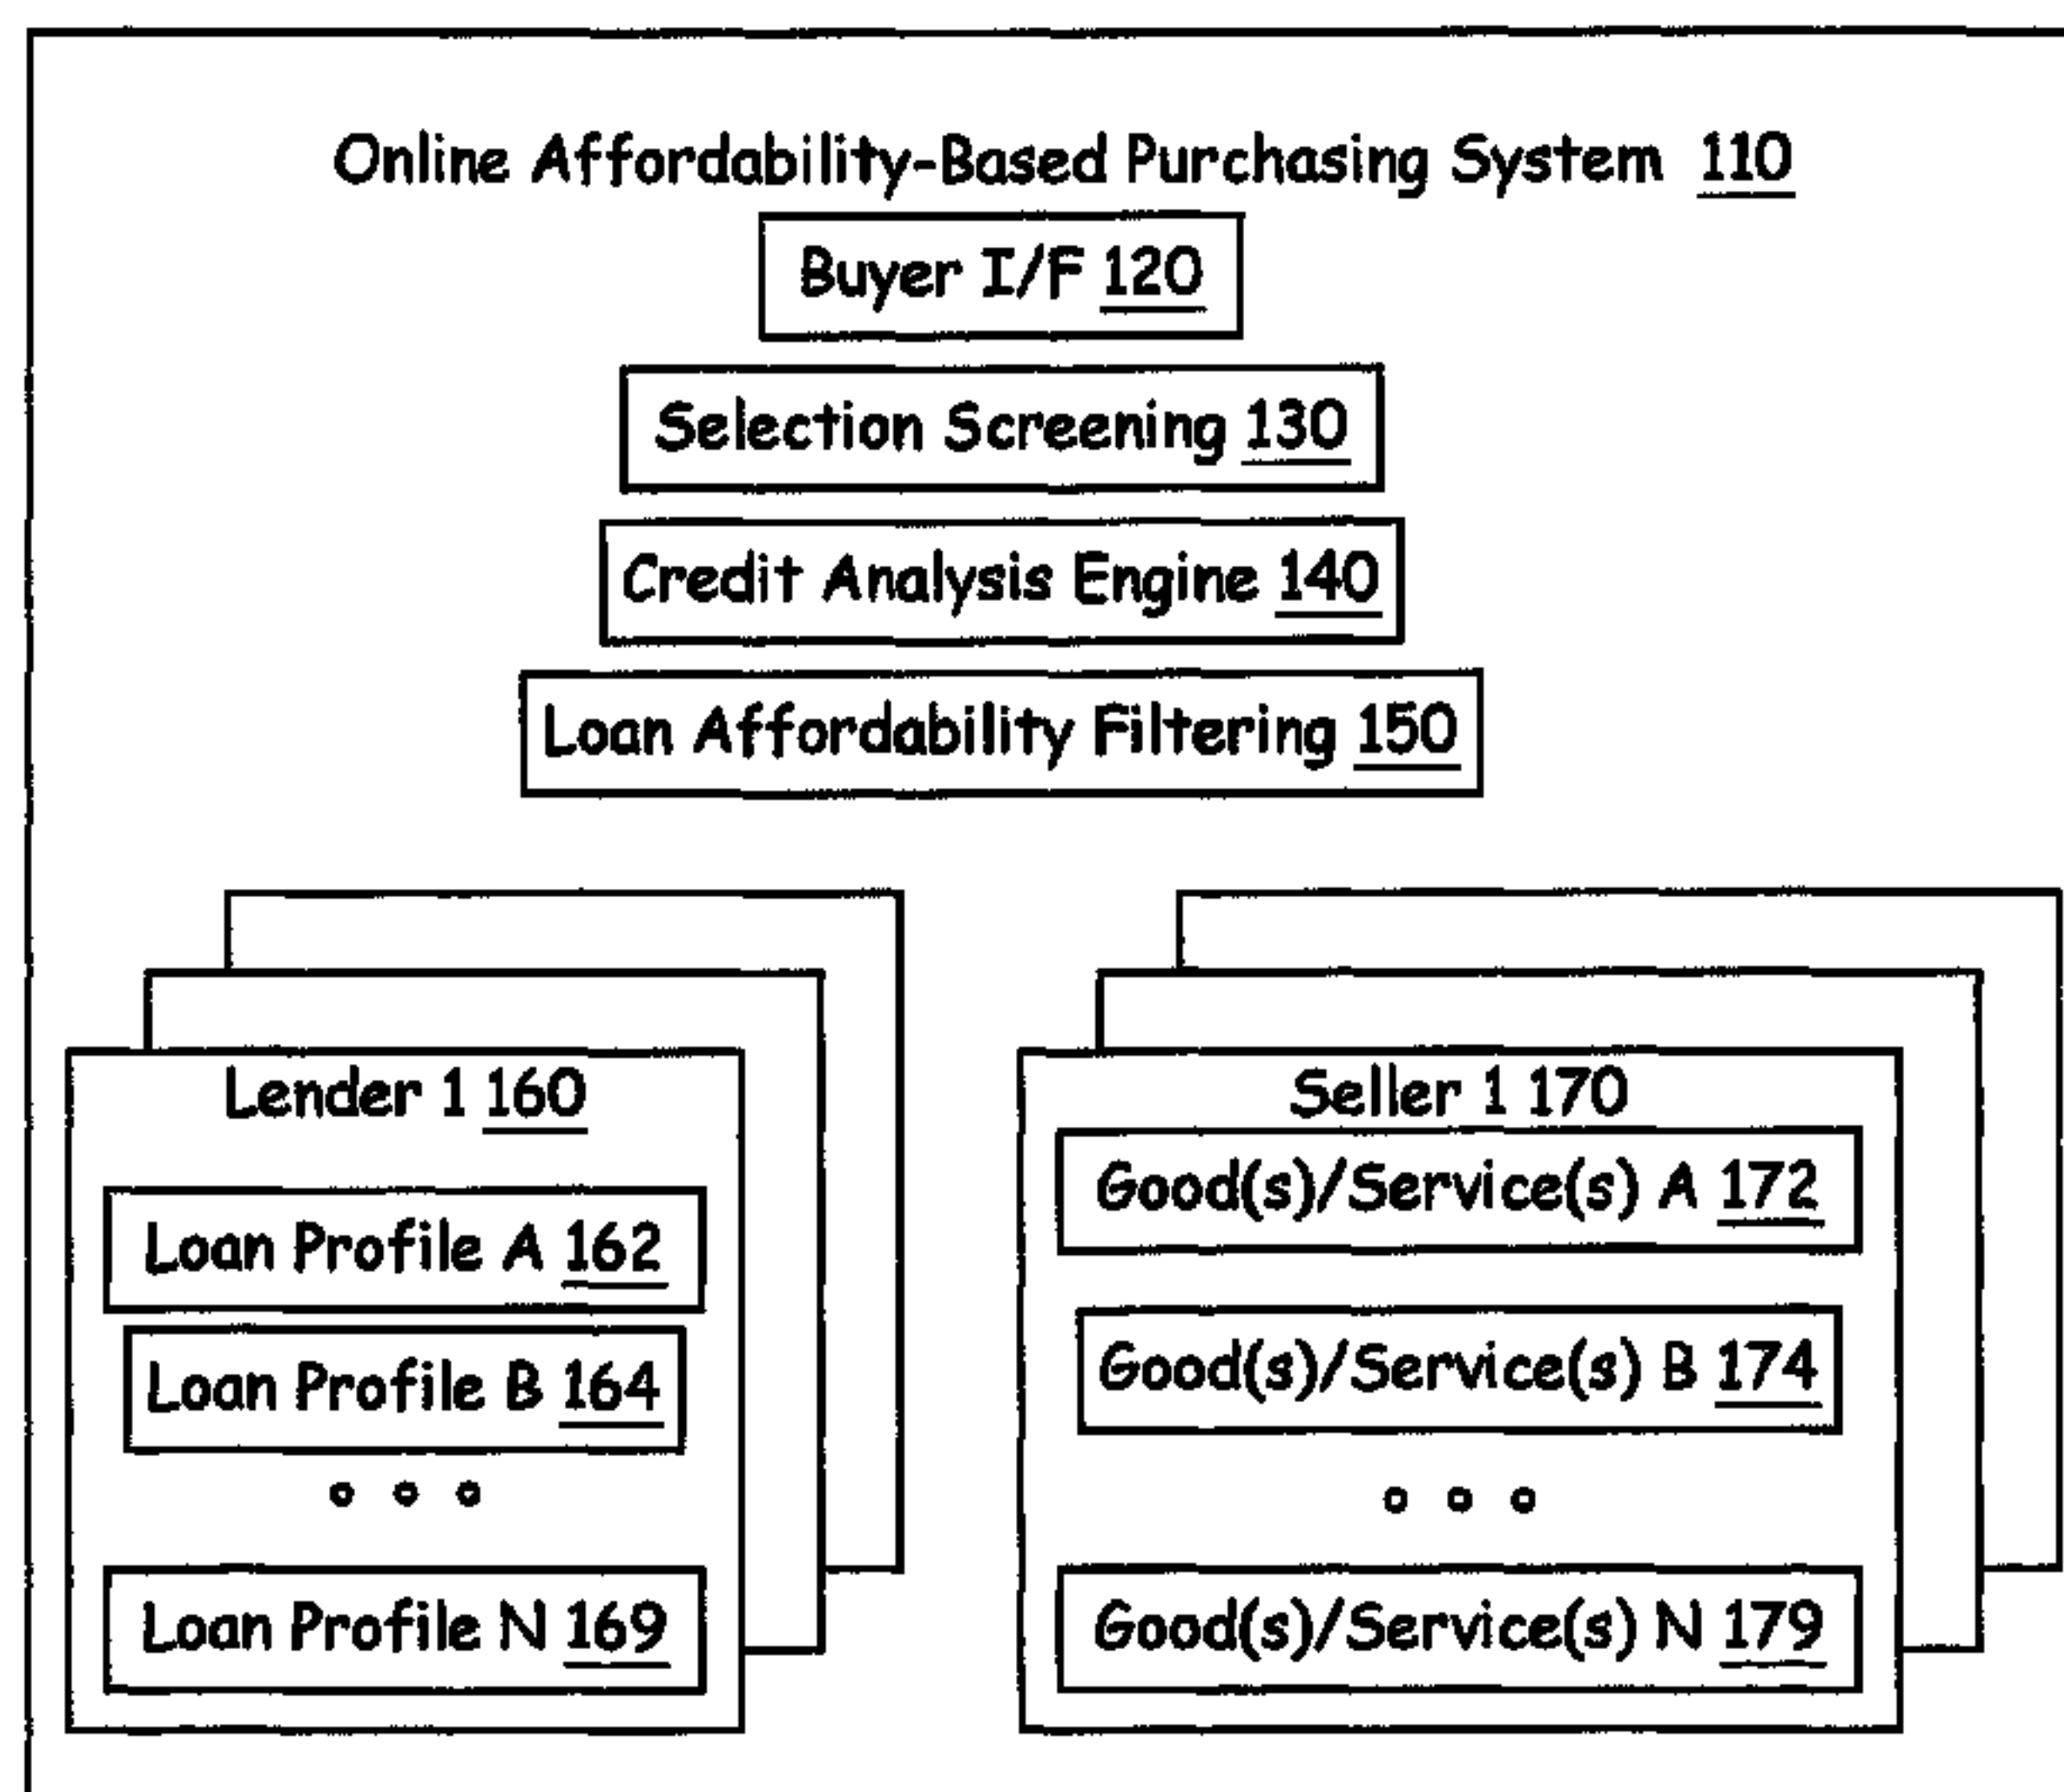 Online Affordability-Based Purchasing System 110
Buyer I/F 120
Selection Screening 130
Credit Analysis Engine 140
Loan Affordability Filtering 150
Lender 1 160
Loan Profile A 162
Loan Profile B 164
Loan Profile N 169
Seller 1 170
Good(s)/Service(s) A 172
Good(s)/Service(s) B 174
Good(s)/Service(s) N 179